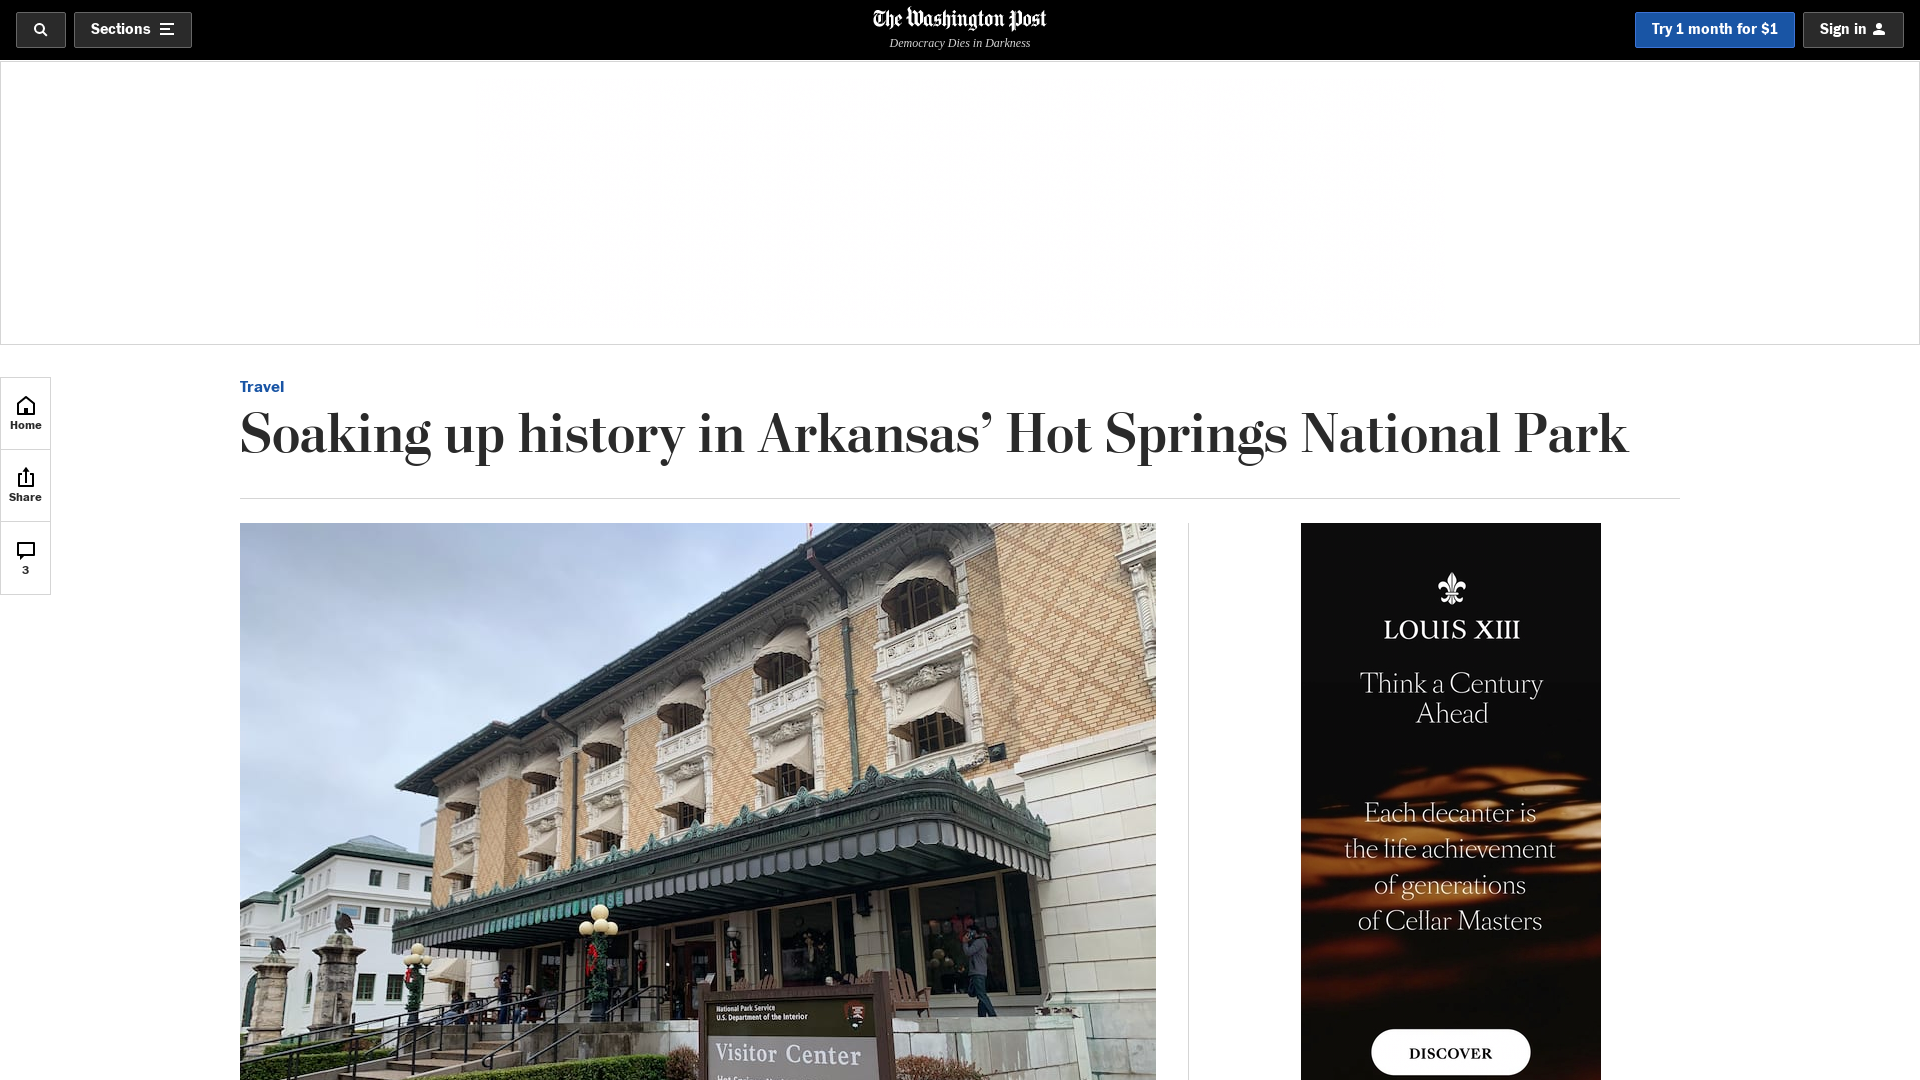 Sections
The Washington Post
Democracy Dies in Darkness
Try 1 month for $1
Sign in
Home
Share
3
Travel
Soaking up history in Arkansas’ Hot Springs National Park
National Park Service
U.S. Department of the Interior
Visitor Center
LOUIS XIII
Think a Century
Ahead
Each decanter is
the life achievement
of generations
of Cellar Masters
DISCOVER